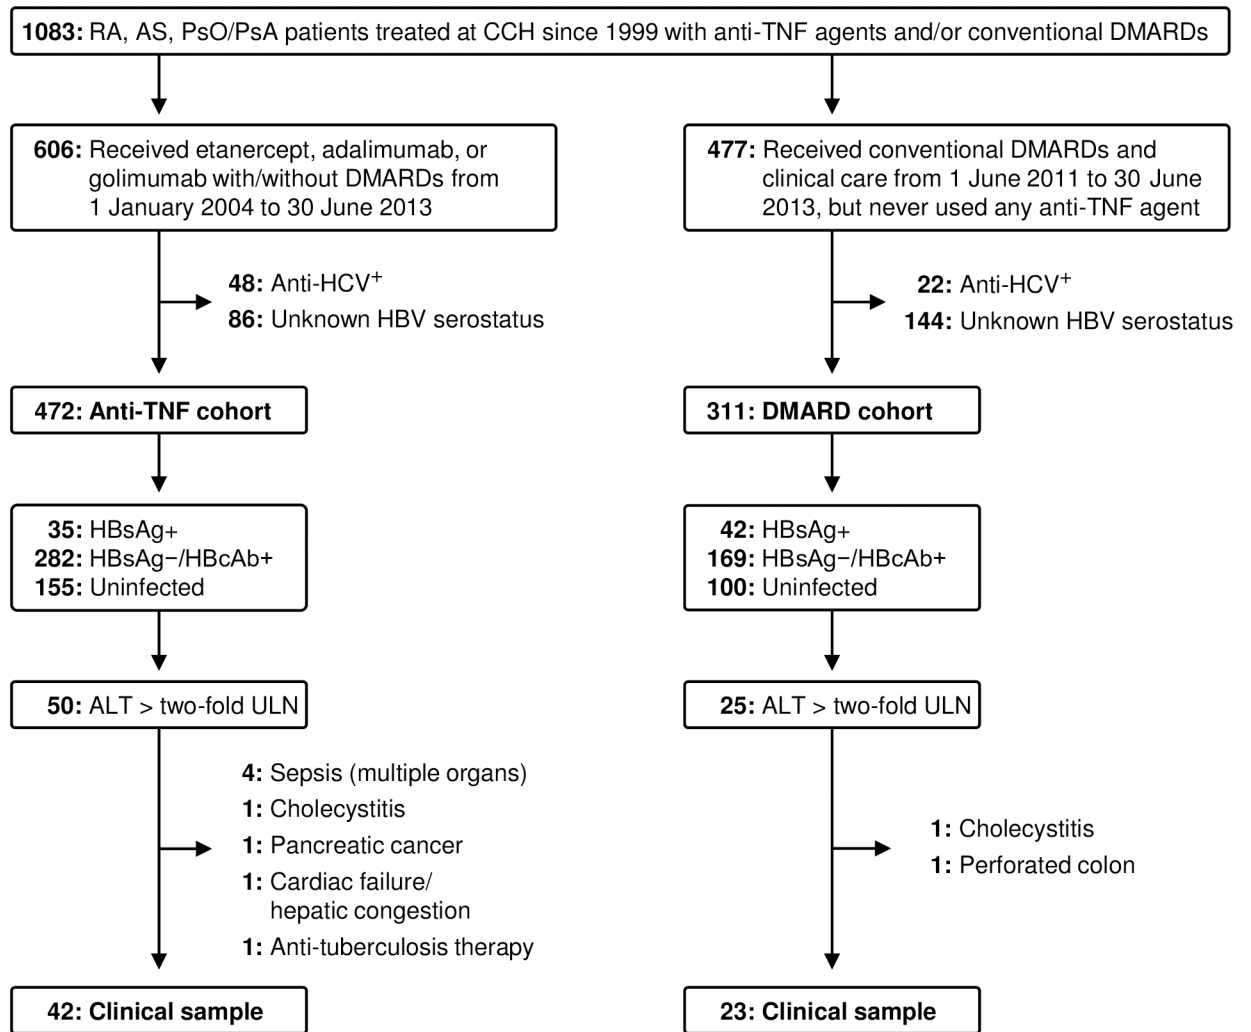 1083: RA, AS, PsO/PsA patients treated at CCH since 1999 with anti-TNF agents and/or conventional DMARDs
606: Received etanercept, adalimumab, or
golimumab with/without DMARDs from
1 January 2004 to 30 June 2013
477: Received conventional DMARDs and
clinical care from 1 June 2011 to 30 June
2013, but never used any anti-TNF agent
48: Anti-HCV+
86: Unknown HBV serostatus
22: Anti-HCV+
144: Unknown HBV serostatus
472: Anti-TNF cohort
311: DMARD cohort
35: HBsAg+
282: HBsAg−/HBcAb+
155: Uninfected
42: HBsAg+
169: HBsAg−/HBcAb+
100: Uninfected
50: ALT > two-fold ULN
25: ALT > two-fold ULN
4: Sepsis (multiple organs)
1: Cholecystitis
1: Pancreatic cancer
1: Cardiac failure/
hepatic congestion
1: Anti-tuberculosis therapy
1: Cholecystitis
1: Perforated colon
42: Clinical sample
23: Clinical sample